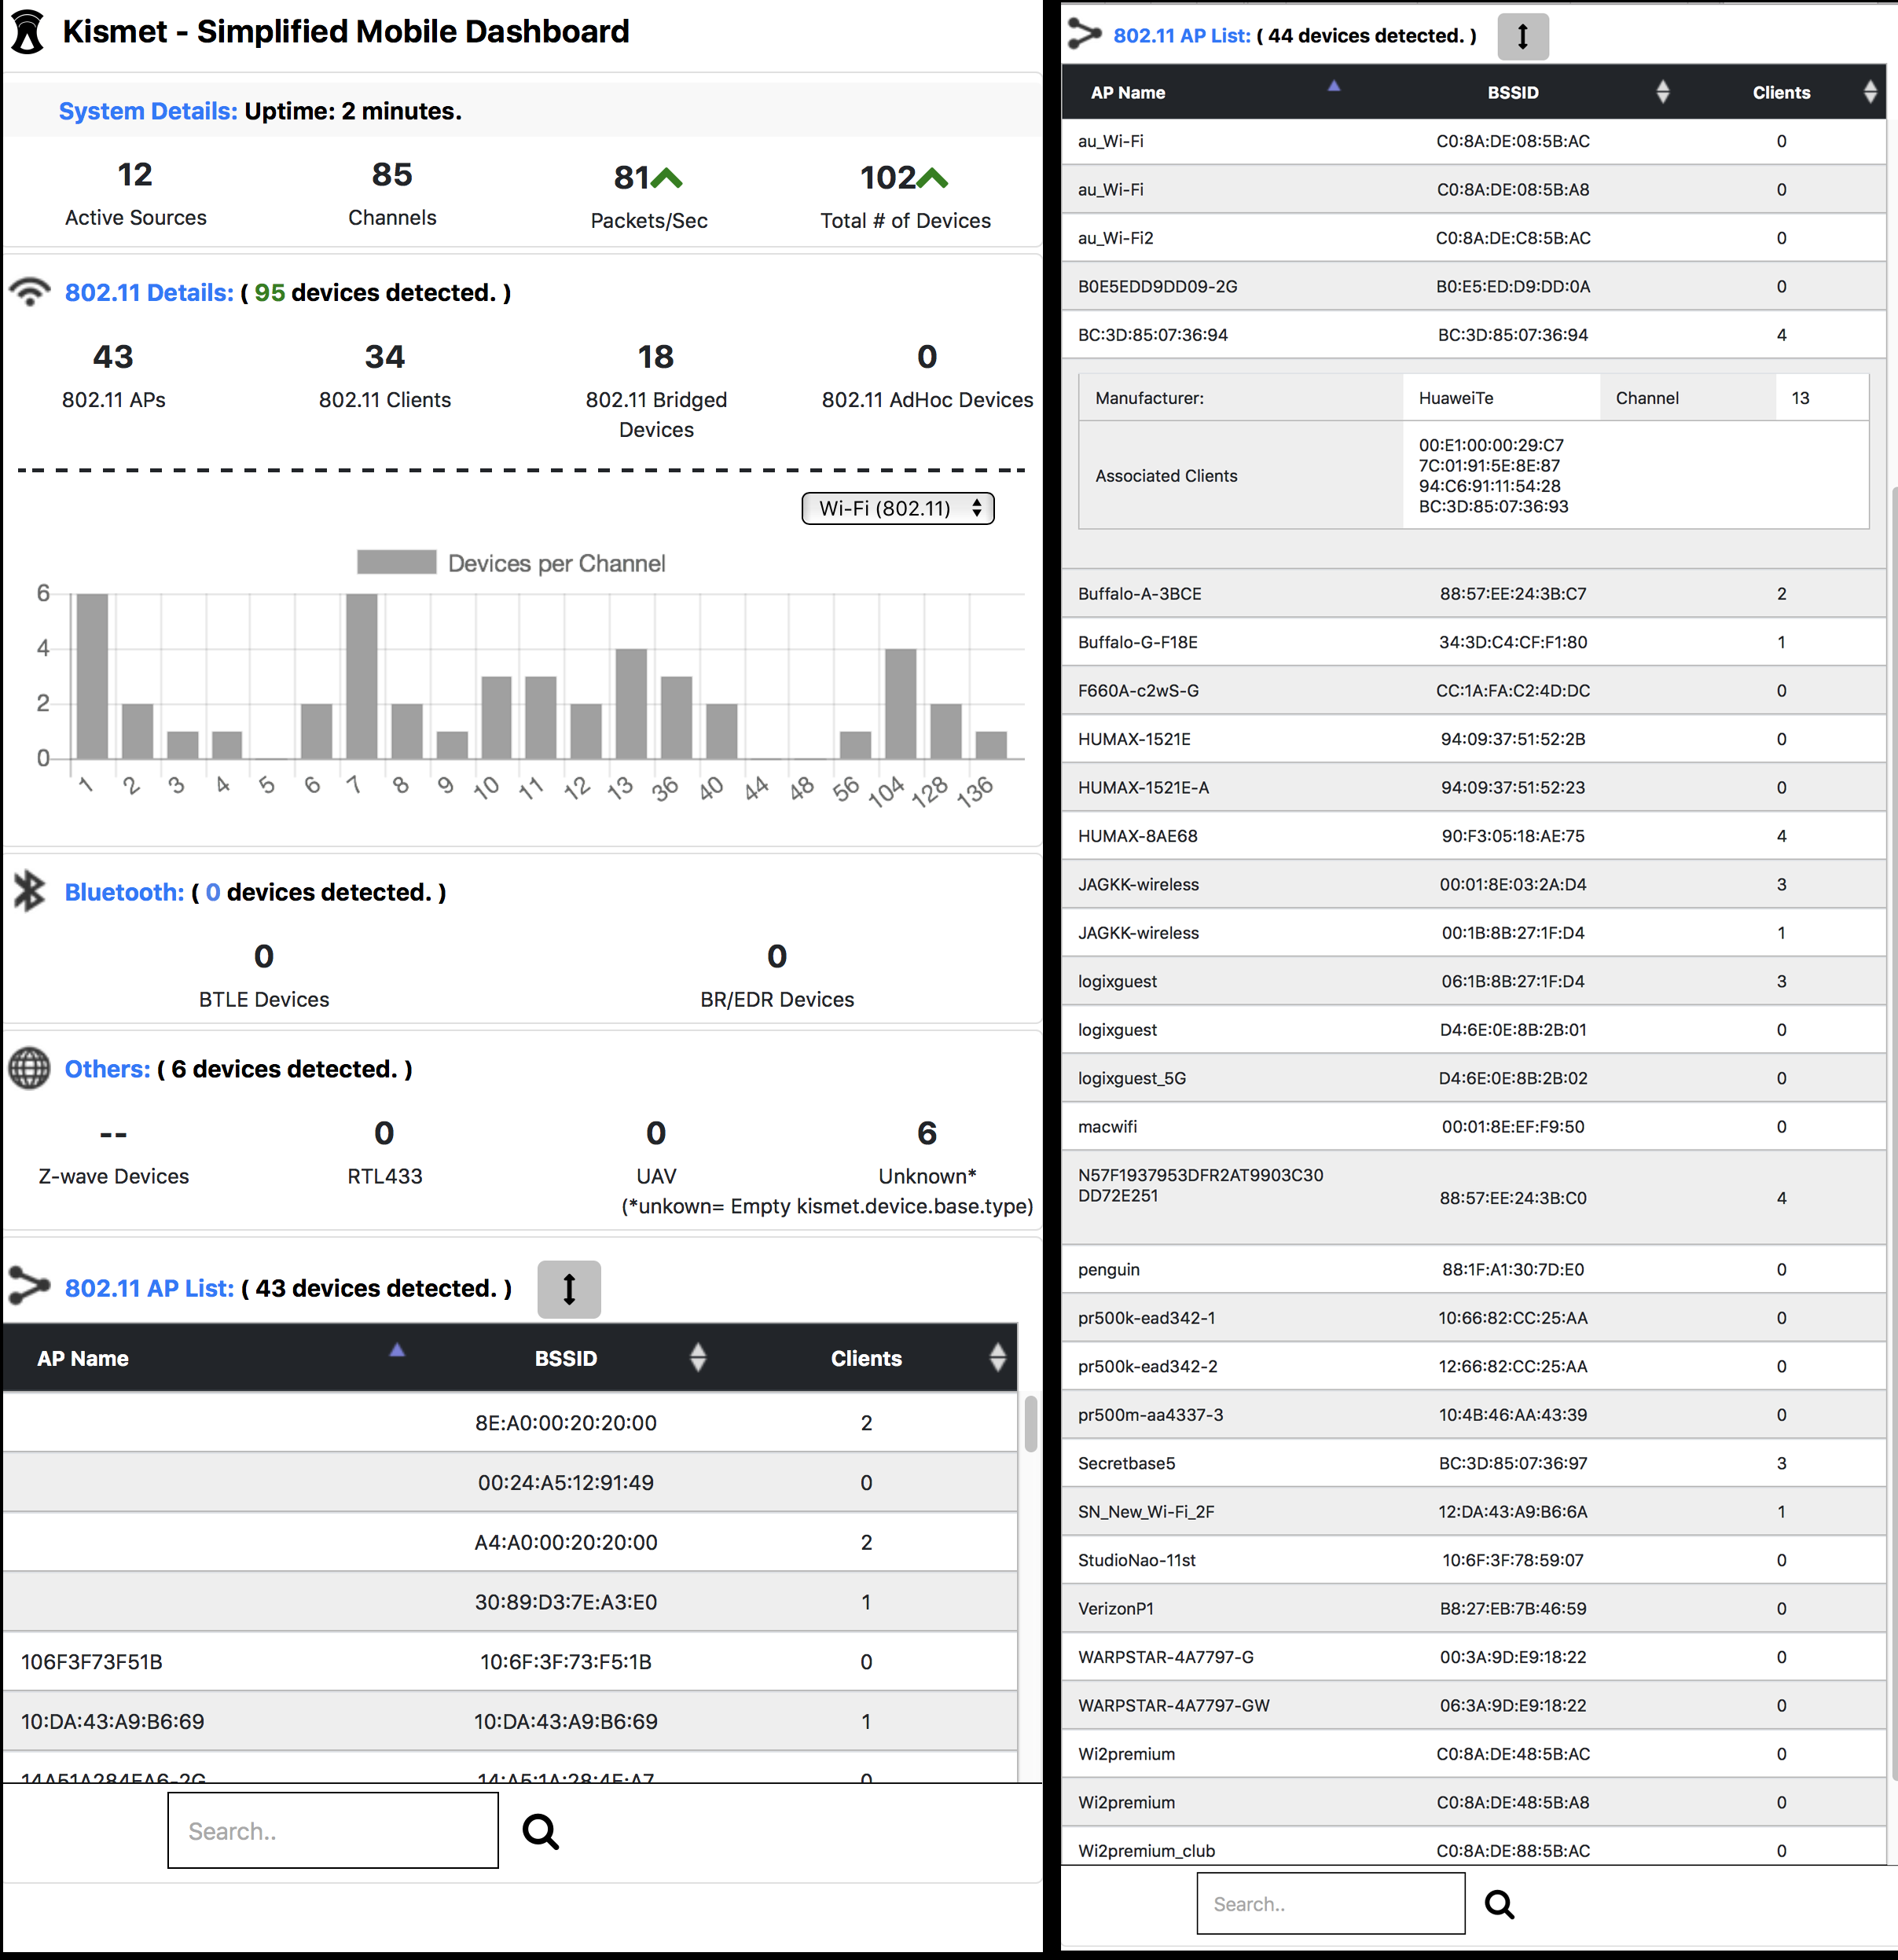 Kismet - Simplified Mobile Dashboard
System Details: Uptime: 2 minutes.
12 85 81 102
Active Sources Channels Packets/Sec Total # of Devices
802.11 Details: ( 95 devices detected. )
43 34 18 0
802.11 APs 802.11 Clients 802.11 Bridged Devices 802.11 AdHoc Devices
Wi-Fi (802.11)
Devices per Channel
6
4
2
0
1 2 3 4 5 6 7 8 9 10 11 12 13 36 40 44 48 56 104 128 136
Bluetooth: ( 0 devices detected. )
0 0
BTLE Devices BR/EDR Devices
Others: ( 6 devices detected. )
-- 0 0 6
Z-wave Devices RTL433 UAV Unknown*
(*unkown= Empty kismet.device.base.type)
802.11 AP List: ( 43 devices detected. )
AP Name BSSID Clients
8E:A0:00:20:20:00 2
00:24:A5:12:91:49 0
A4:A0:00:20:20:00 2
30:89:D3:7E:A3:E0 1
106F3F73F51B 10:6F:3F:73:F5:1B 0
10:DA:43:A9:B6:69 10:DA:43:A9:B6:69 1
14A51A284FA6-2G 14:A5:1A:28:4F:A7 0
Search..
802.11 AP List: ( 44 devices detected. )
AP Name BSSID Clients
au_Wi-Fi C0:8A:DE:08:5B:AC 0
au_Wi-Fi C0:8A:DE:08:5B:A8 0
au_Wi-Fi2 C0:8A:DE:C8:5B:AC 0
B0E5EDD9DD09-2G B0:E5:ED:D9:DD:0A 0
BC:3D:85:07:36:94 BC:3D:85:07:36:94 4
Manufacturer: HuaweiTe Channel 13
Associated Clients
00:E1:00:00:29:C7
7C:01:91:5E:8E:87
94:C6:91:11:54:28
BC:3D:85:07:36:93
Buffalo-A-3BCE 88:57:EE:24:3B:C7 2
Buffalo-G-F18E 34:3D:C4:CF:F1:80 1
F660A-c2wS-G CC:1A:FA:C2:4D:DC 0
HUMAX-1521E 94:09:37:51:52:2B 0
HUMAX-1521E-A 94:09:37:51:52:23 0
HUMAX-8AE68 90:F3:05:18:AE:75 4
JAGKK-wireless 00:01:8E:03:2A:D4 3
JAGKK-wireless 00:1B:8B:27:1F:D4 1
logixguest 06:1B:8B:27:1F:D4 3
logixguest D4:6E:0E:8B:2B:01 0
logixguest_5G D4:6E:0E:8B:2B:02 0
macwifi 00:01:8E:EF:F9:50 0
N57F1937953DFR2AT9903C30
DD72E251 88:57:EE:24:3B:C0 4
penguin 88:1F:A1:30:7D:E0 0
pr500k-ead342-1 10:66:82:CC:25:AA 0
pr500k-ead342-2 12:66:82:CC:25:AA 0
pr500m-aa4337-3 10:4B:46:AA:43:39 0
Secretbase5 BC:3D:85:07:36:97 3
SN_New_Wi-Fi_2F 12:DA:43:A9:B6:6A 1
StudioNao-11st 10:6F:3F:78:59:07 0
VerizonP1 B8:27:EB:7B:46:59 0
WARPSTAR-4A7797-G 00:3A:9D:E9:18:22 0
WARPSTAR-4A7797-GW 06:3A:9D:E9:18:22 0
Wi2premium C0:8A:DE:48:5B:AC 0
Wi2premium C0:8A:DE:48:5B:A8 0
Wi2premium_club C0:8A:DE:88:5B:AC 0
Search..